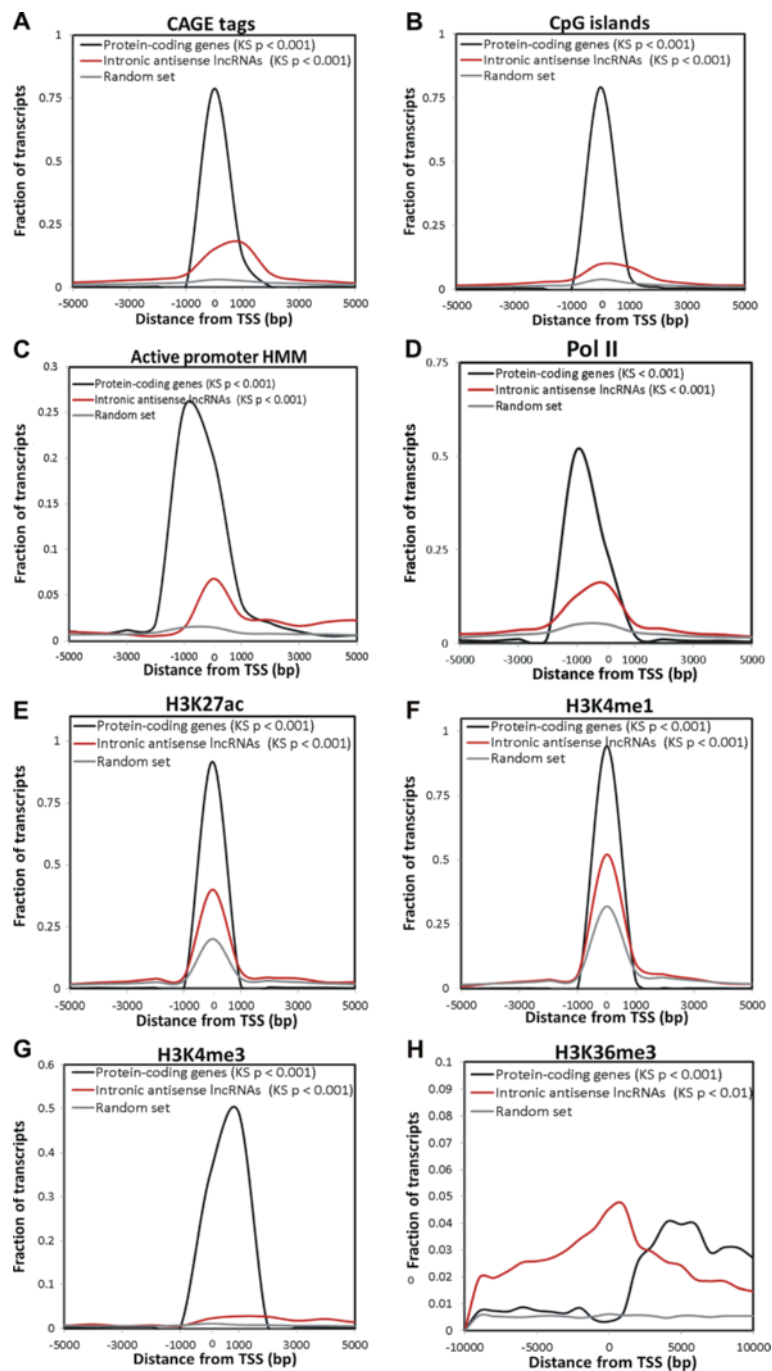 A
CAGE tags
Protein-coding genes (KS p < 0.001)
Intronic antisense lncRNAs (KS p < 0.001)
Random set
Fraction of transcripts
1
0.75
0.5
0.25
0
-5000
-3000
-1000
0
1000
3000
5000
Distance from TSS (bp)
B
CpG islands
Protein-coding genes (KS p < 0.001)
Intronic antisense lncRNAs (KS p < 0.001)
Random set
Fraction of transcripts
1
0.75
0.5
0.25
0
-5000
-3000
-1000
0
1000
3000
5000
Distance from TSS (bp)
C
Active promoter HMM
Protein-coding genes (KS p < 0.001)
Intronic antisense lncRNAs (KS p < 0.001)
Random set
Fraction of transcripts
0.3
0.25
0.2
0.15
0.1
0.05
0
-5000
-3000
-1000
0
1000
3000
5000
Distance from TSS (bp)
D
Pol II
Protein-coding genes (KS < 0.001)
Intronic antisense lncRNAs (KS < 0.001)
Random set
Fraction of transcripts
0.75
0.5
0.25
0
-5000
-3000
-1000
0
1000
3000
5000
Distance from TSS (bp)
E
H3K27ac
Protein-coding genes (KS p < 0.001)
Intronic antisense lncRNAs (KS p < 0.001)
Random set
Fraction of transcripts
1
0.75
0.5
0.25
0
-5000
-3000
-1000
0
1000
3000
5000
Distance from TSS (bp)
F
H3K4me1
Protein-coding genes (KS p < 0.001)
Intronic antisense lncRNAs (KS p < 0.001)
Random set
Fraction of transcripts
1
0.75
0.5
0.25
0
-5000
-3000
-1000
0
1000
3000
5000
Distance from TSS (bp)
G
H3K4me3
Protein-coding genes (KS p < 0.001)
Intronic antisense lncRNAs (KS p < 0.001)
Random set
Fraction of transcripts
0.6
0.5
0.4
0.3
0.2
0.1
0
-5000
-3000
-1000
0
1000
3000
5000
Distance from TSS (bp)
H
H3K36me3
Protein-coding genes (KS p < 0.001)
Intronic antisense lncRNAs (KS p < 0.01)
Random set
o Fraction of transcripts
0.1
0.09
0.08
0.07
0.06
0.05
0.04
0.03
0.02
0.01
0
-10000
-5000
0
5000
10000
Distance from TSS (bp)